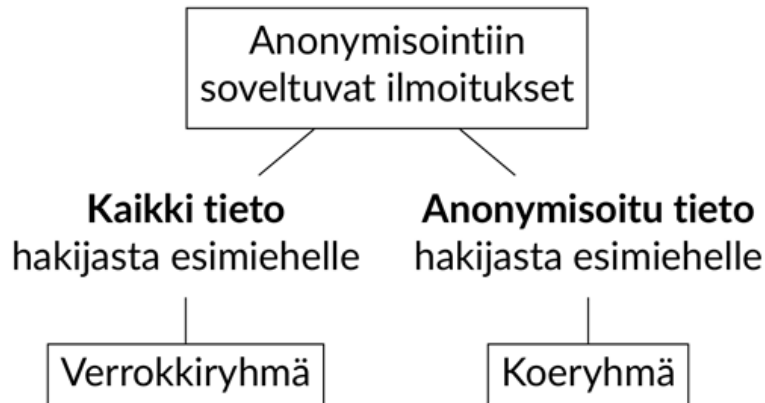 Anonymisointiin
soveltuvat ilmoitukset
Kaikki tieto
hakijasta esimiehelle
Anonymisoitu tieto
hakijasta esimiehelle
Verrokkiryhmä
Koeryhmä